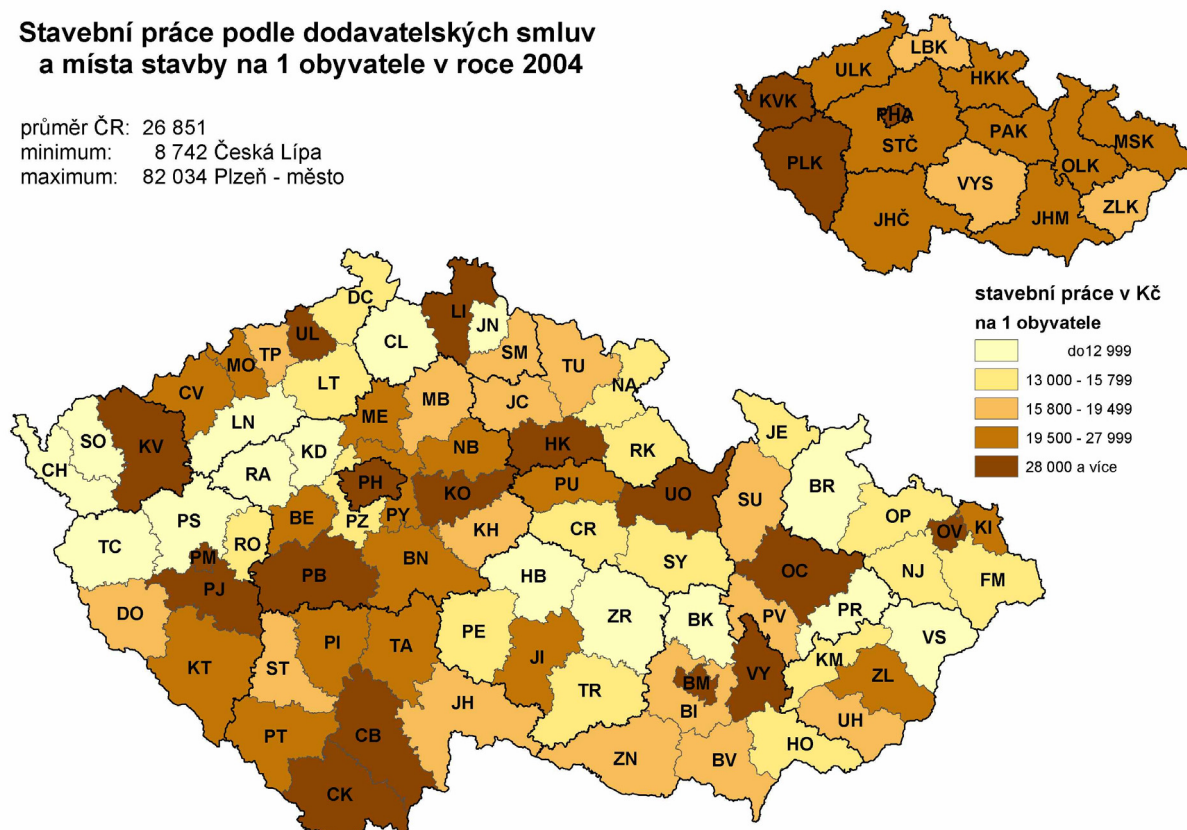 Stavební práce podle dodavatelských smluv
a místa stavby na 1 obyvatele v roce 2004
průměr ČR: 26 851
minimum: 8 742 Česká Lípa
maximum: 82 034 Plzeň - město
LBK
ULK
HKK
KVK
PHA
PAK
STČ
MSK
PLK
OLK
VYS
ZLK
JHČ
JHM
stavební práce v Kč
na 1 obyvatele
do12 999
13 000 - 15 799
15 800 - 19 499
19 500 - 27 999
28 000 a více
DC
LI
JN
UL
CL
TP
SM
TU
MO
LT
NA
CV
MB
JC
ME
LN
SO
KV
KD
NB
HK
RK
JE
CH
RA
PH
KO
PU
UO
SU
BR
PS
BE
PZ
PY
KH
CR
OP
OV
KI
TC
RO
PM
BN
SY
PB
HB
OC
NJ
FM
PJ
DO
ZR
BK
PV
PR
VS
PE
PI
TA
KT
ST
JI
KM
ZL
VY
BM
TR
JH
BI
UH
PT
CB
HO
ZN
BV
CK